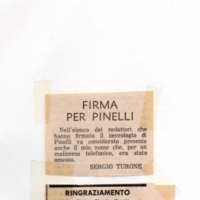 FIRMA
PER PINELLI
Nell'elenco dei redattori che
hanno firmato il necrologio di
Pinelli va considerato presente
anche il mio nome che, per un
malinteso telefonico, era stato
omesso.
SERGIO TURONE
RINGRAZIAMENTO